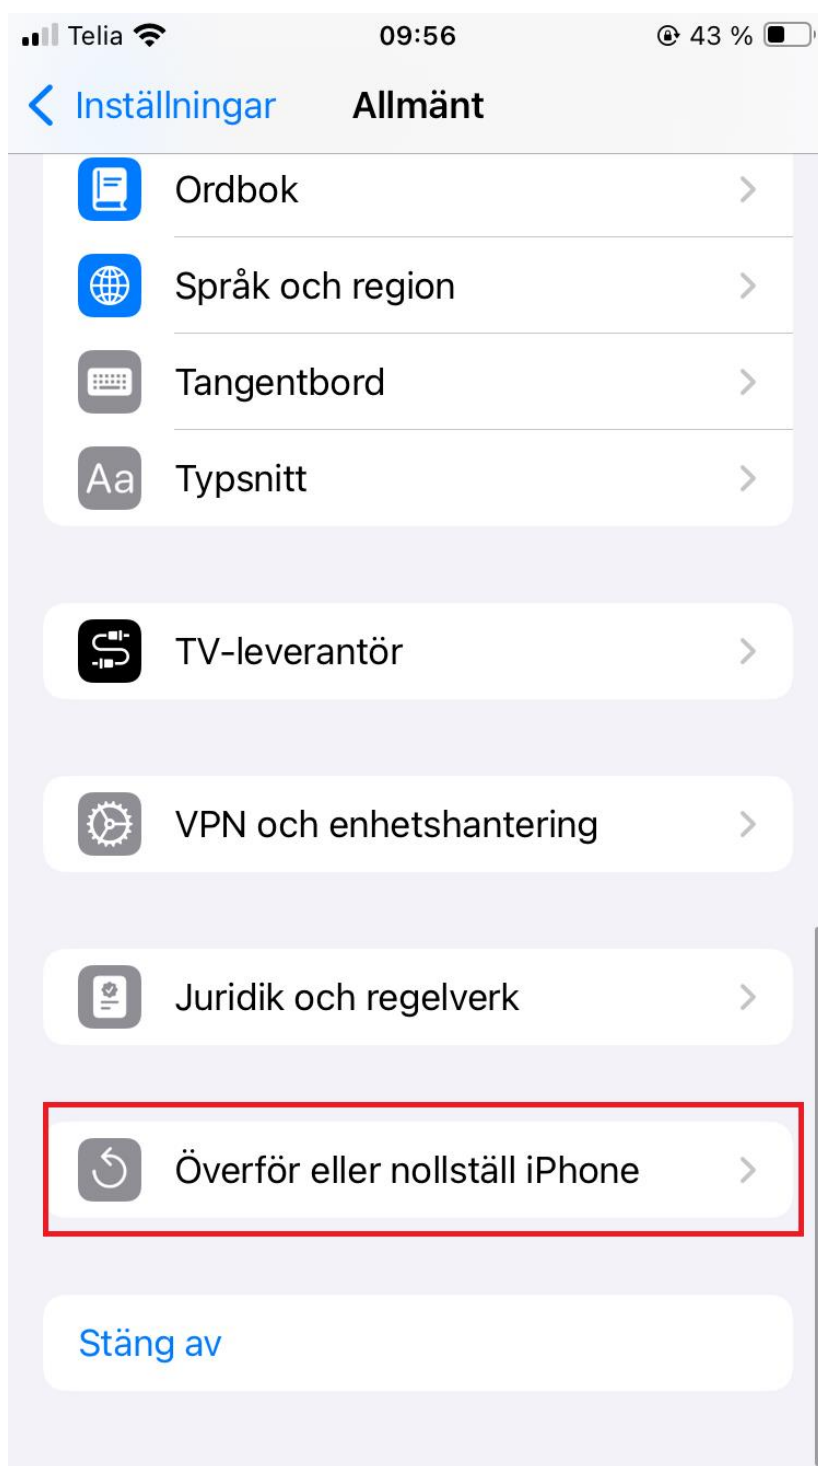 Telia 09:56 43 %
Inställningar Allmänt
Ordbok
Språk och region
Tangentbord
Aa Typsnitt
TV-leverantör
VPN och enhetshantering
Juridik och regelverk
Överför eller nollställ iPhone
Stäng av